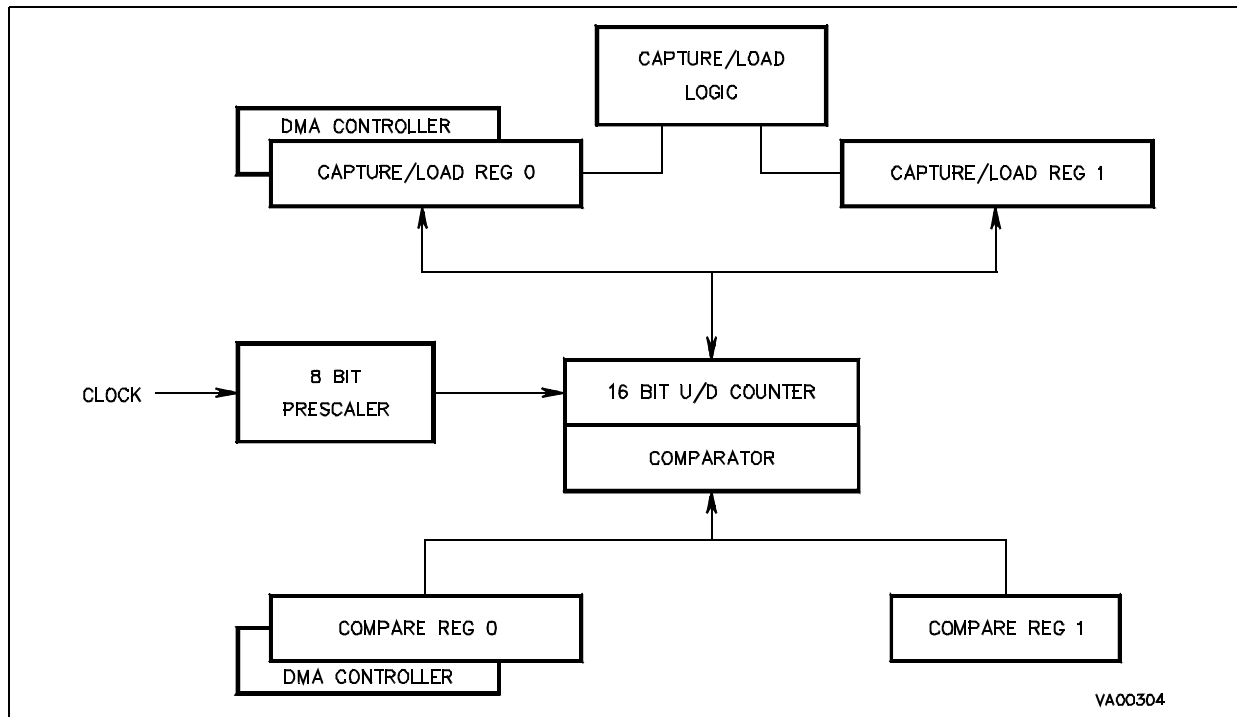 CAPTURE/LOAD
LOGIC
DMA CONTROLLER
CAPTURE/LOAD REG 0
CAPTURE/LOAD REG 1
CLOCK
8 BIT
PRESCALER
16 BIT U/D COUNTER
COMPARATOR
COMPARE REG 0
COMPARE REG 1
DMA CONTROLLER
VA00304